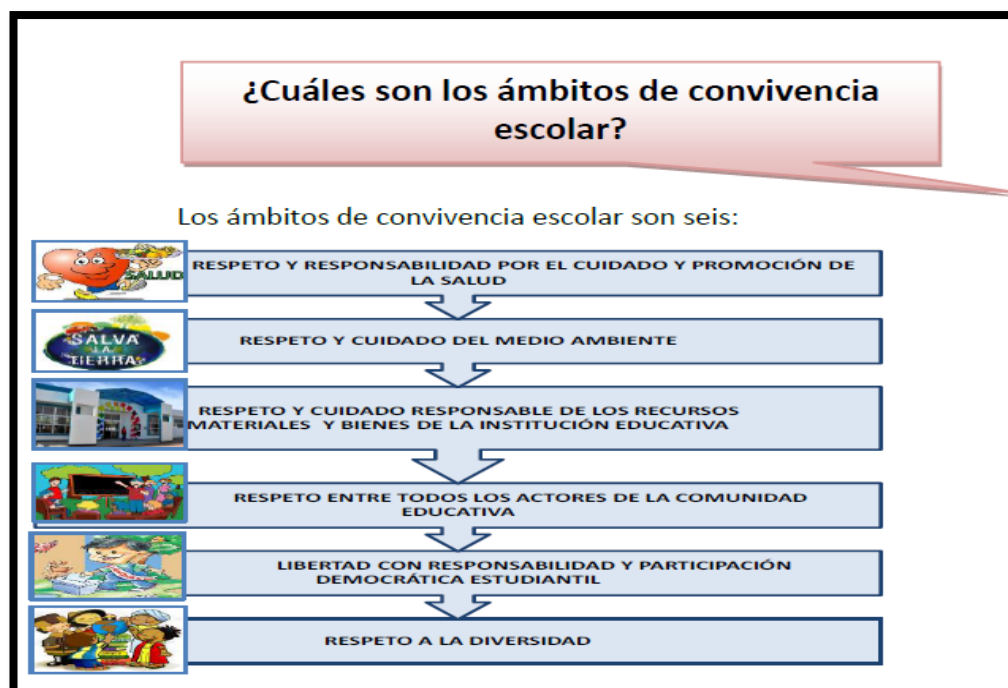 ¿Cuáles son los ámbitos de convivencia
escolar?
Los ámbitos de convivencia escolar son seis:
SALUD
RESPETO Y RESPONSABILIDAD POR EL CUIDADO Y PROMOCIÓN DE
LA SALUD
SALVA
LA
TIERRA
RESPETO Y CUIDADO DEL MEDIO AMBIENTE
RESPETO Y CUIDADO RESPONSABLE DE LOS RECURSOS
MATERIALES Y BIENES DE LA INSTITUCIÓN EDUCATIVA
RESPETO ENTRE TODOS LOS ACTORES DE LA COMUNIDAD
EDUCATIVA
LIBERTAD CON RESPONSABILIDAD Y PARTICIPACIÓN
DEMOCRÁTICA ESTUDIANTIL
RESPETO A LA DIVERSIDAD